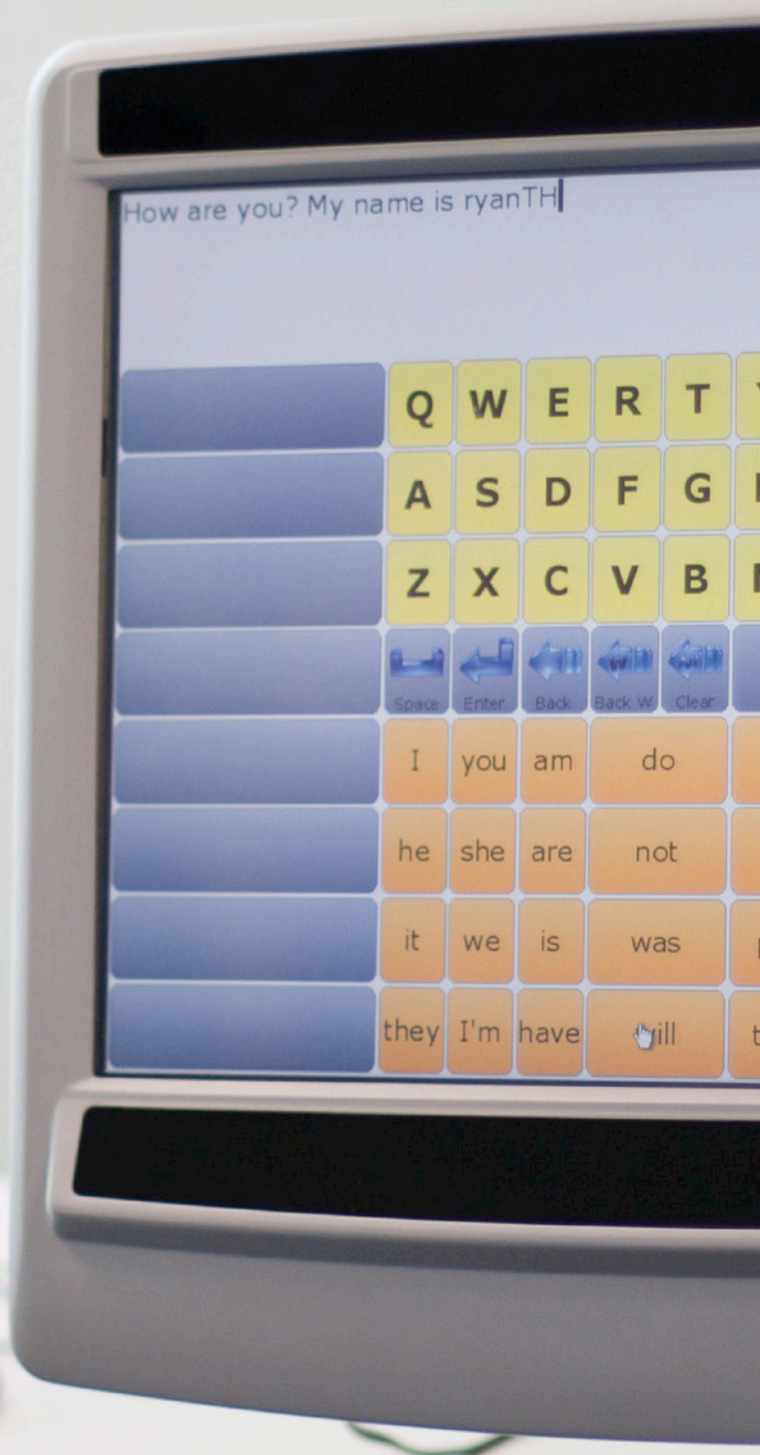 How are you? My name is ryanTH
Q W E R T
A S D F G
Z X C V B
Space Enter Back Back W Clear
I you am do
he she are not
it we is was
they I'm have will